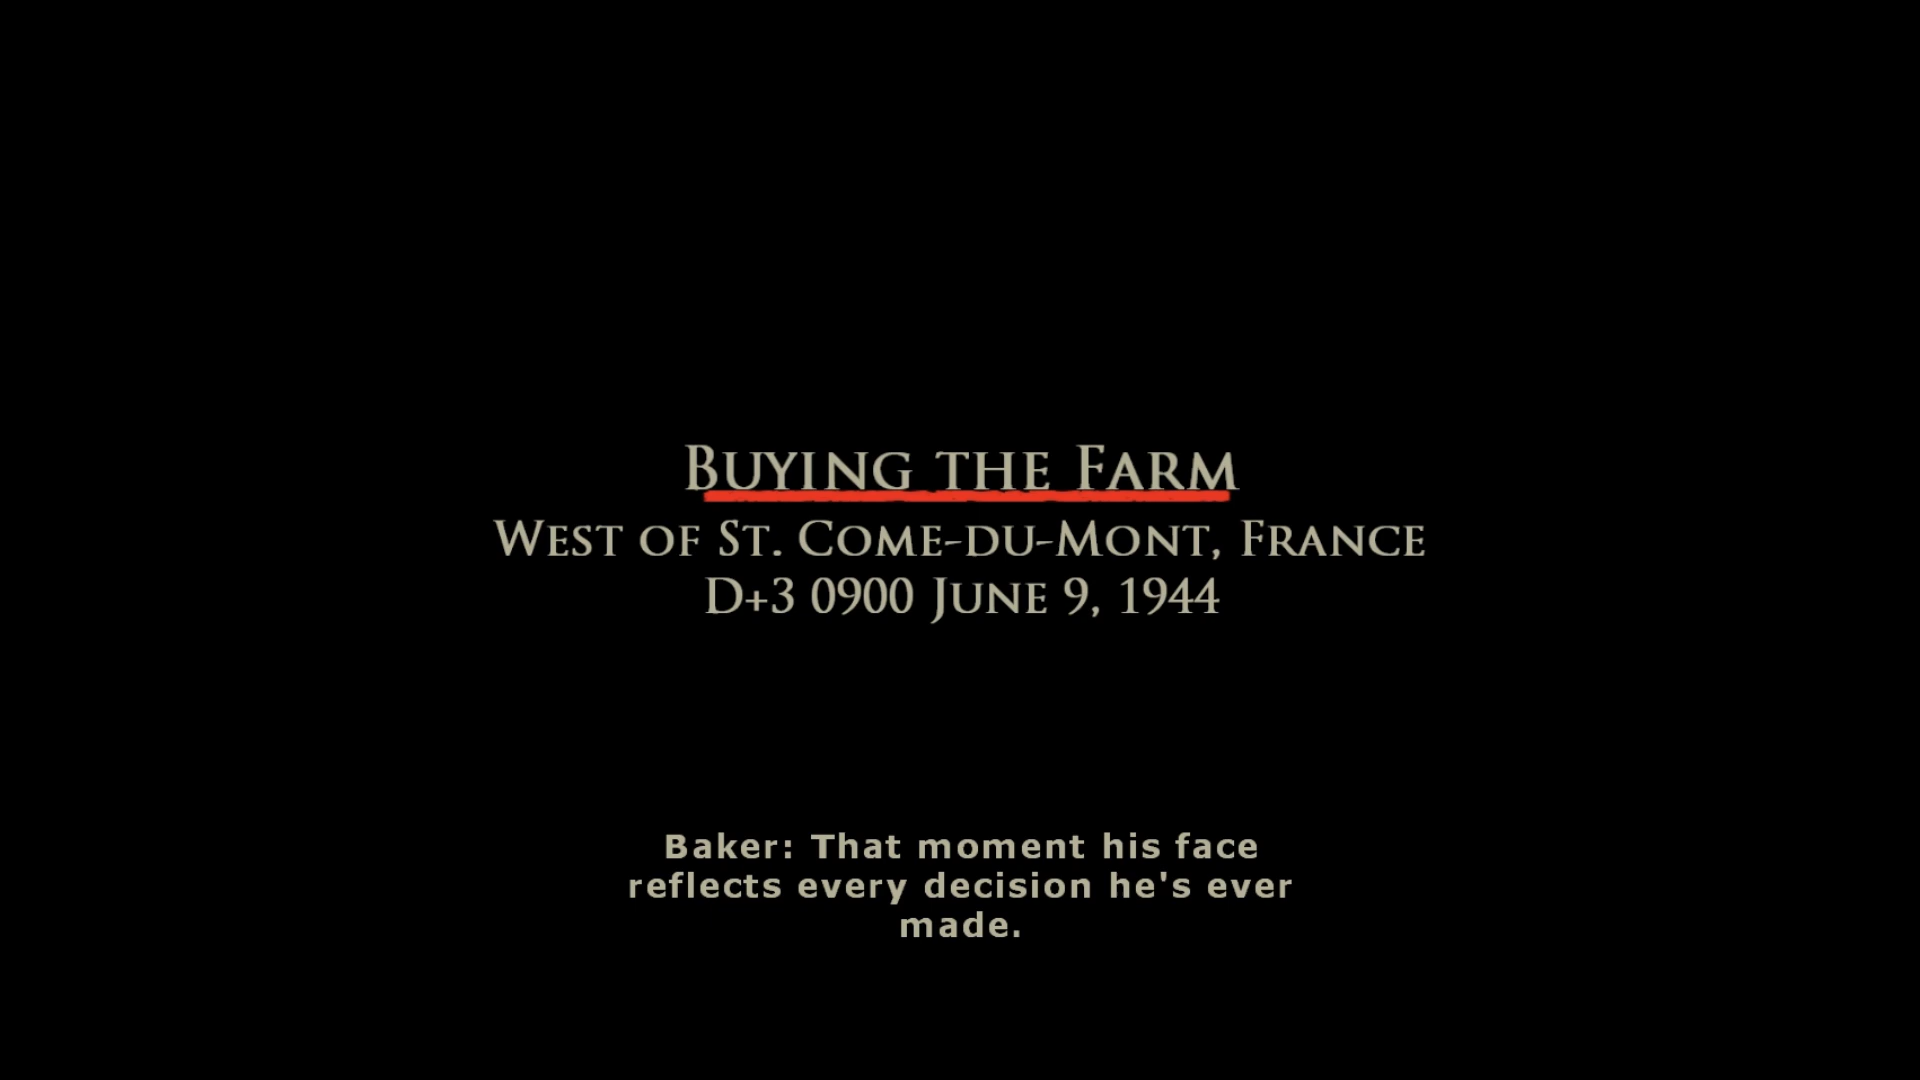 Buying the Farm
West of St. Come-du-Mont, France
D+3 0900 June 9, 1944
Baker: That moment his face
reflects every decision he's ever
made.